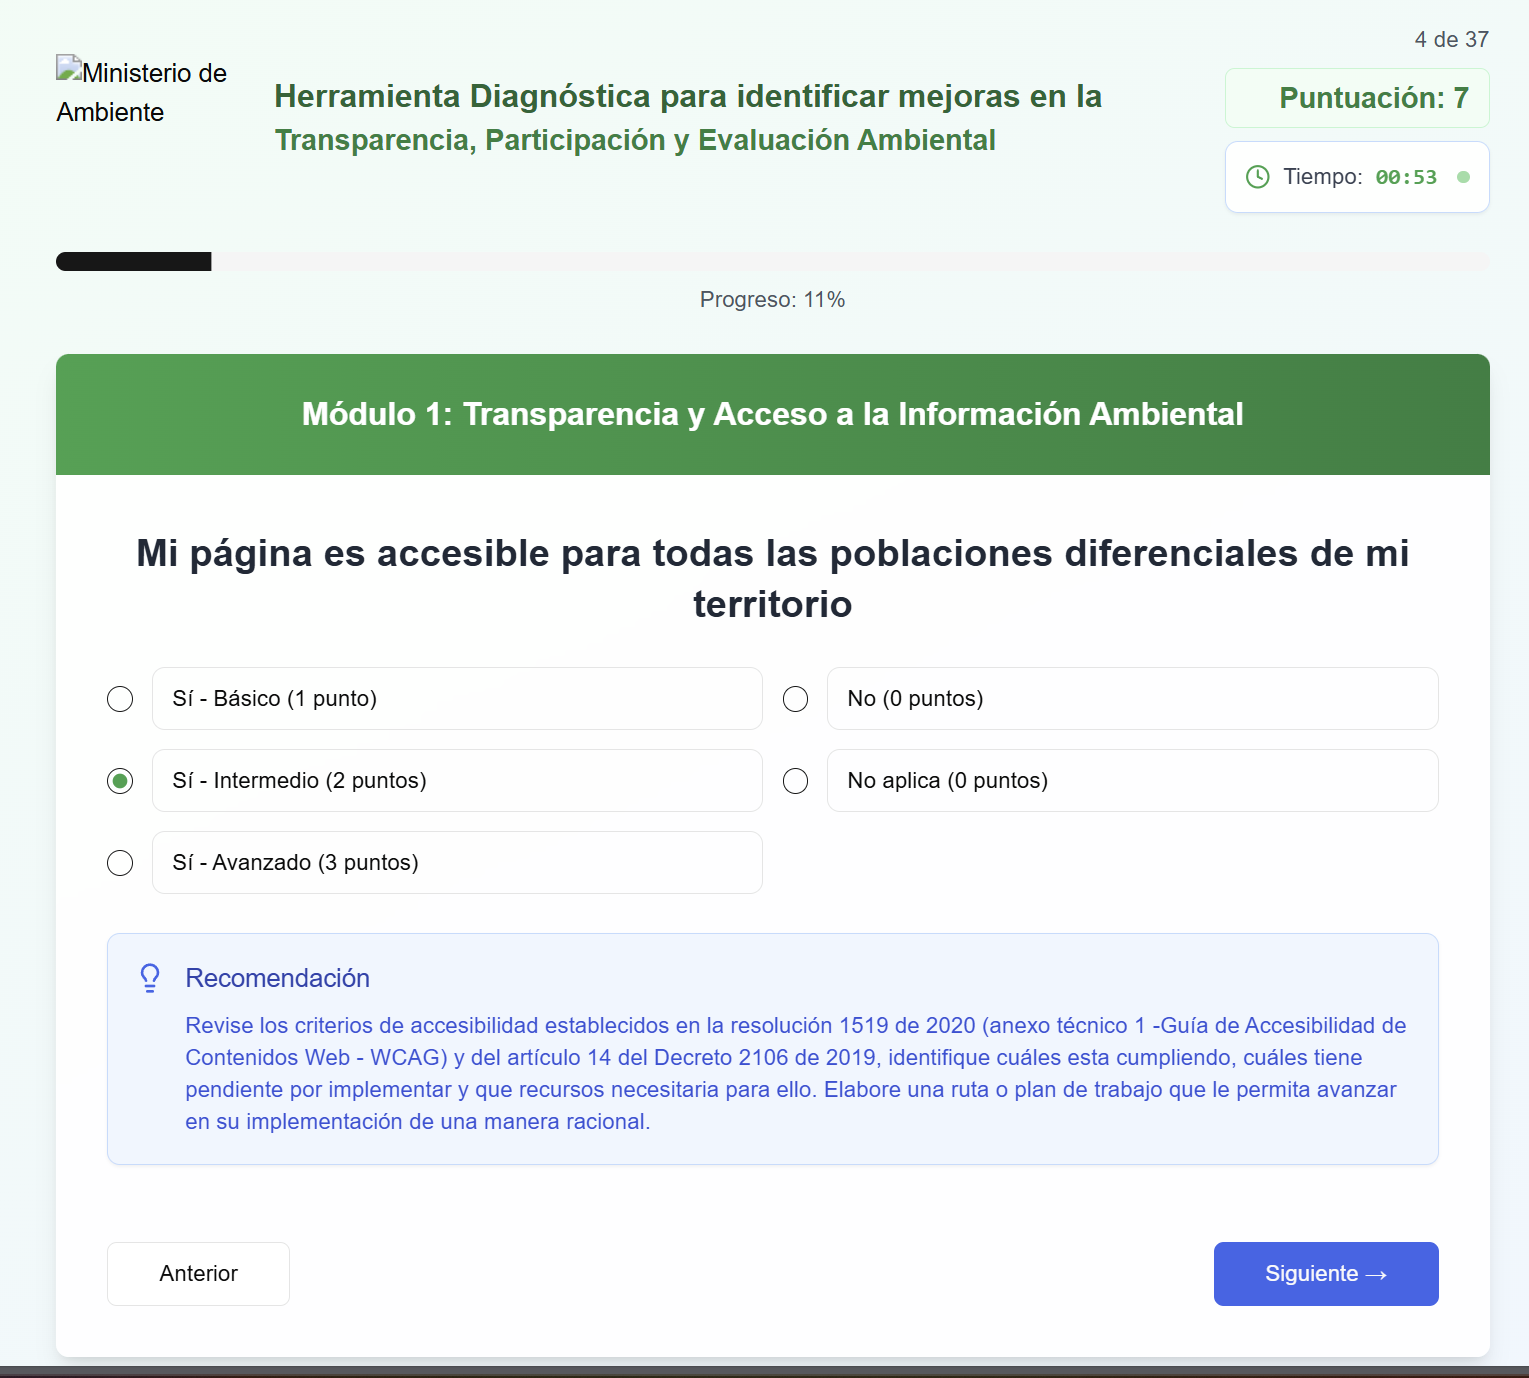 4 de 37
Ministerio de
Ambiente
Herramienta Diagnóstica para identificar mejoras en la
Transparencia, Participación y Evaluación Ambiental
Puntuación: 7
Tiempo: 00:53
Progreso: 11%
Módulo 1: Transparencia y Acceso a la Información Ambiental
Mi página es accesible para todas las poblaciones diferenciales de mi
territorio
Sí - Básico (1 punto)
No (0 puntos)
Sí - Intermedio (2 puntos)
No aplica (0 puntos)
Sí - Avanzado (3 puntos)
Recomendación
Revise los criterios de accesibilidad establecidos en la resolución 1519 de 2020 (anexo técnico 1 -Guía de Accesibilidad de
Contenidos Web - WCAG) y del artículo 14 del Decreto 2106 de 2019, identifique cuáles esta cumpliendo, cuáles tiene
pendiente por implementar y que recursos necesitaria para ello. Elabore una ruta o plan de trabajo que le permita avanzar
en su implementación de una manera racional.
Anterior
Siguiente →